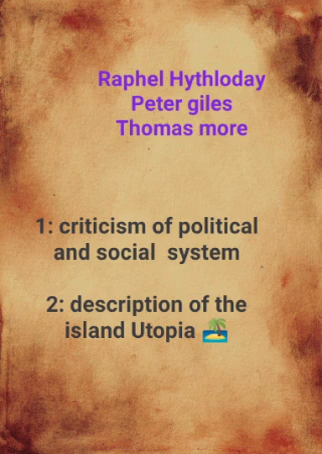 Raphel Hythloday
Peter giles
Thomas more
1: criticism of political
and social system
2: description of the
island Utopia 🏝️